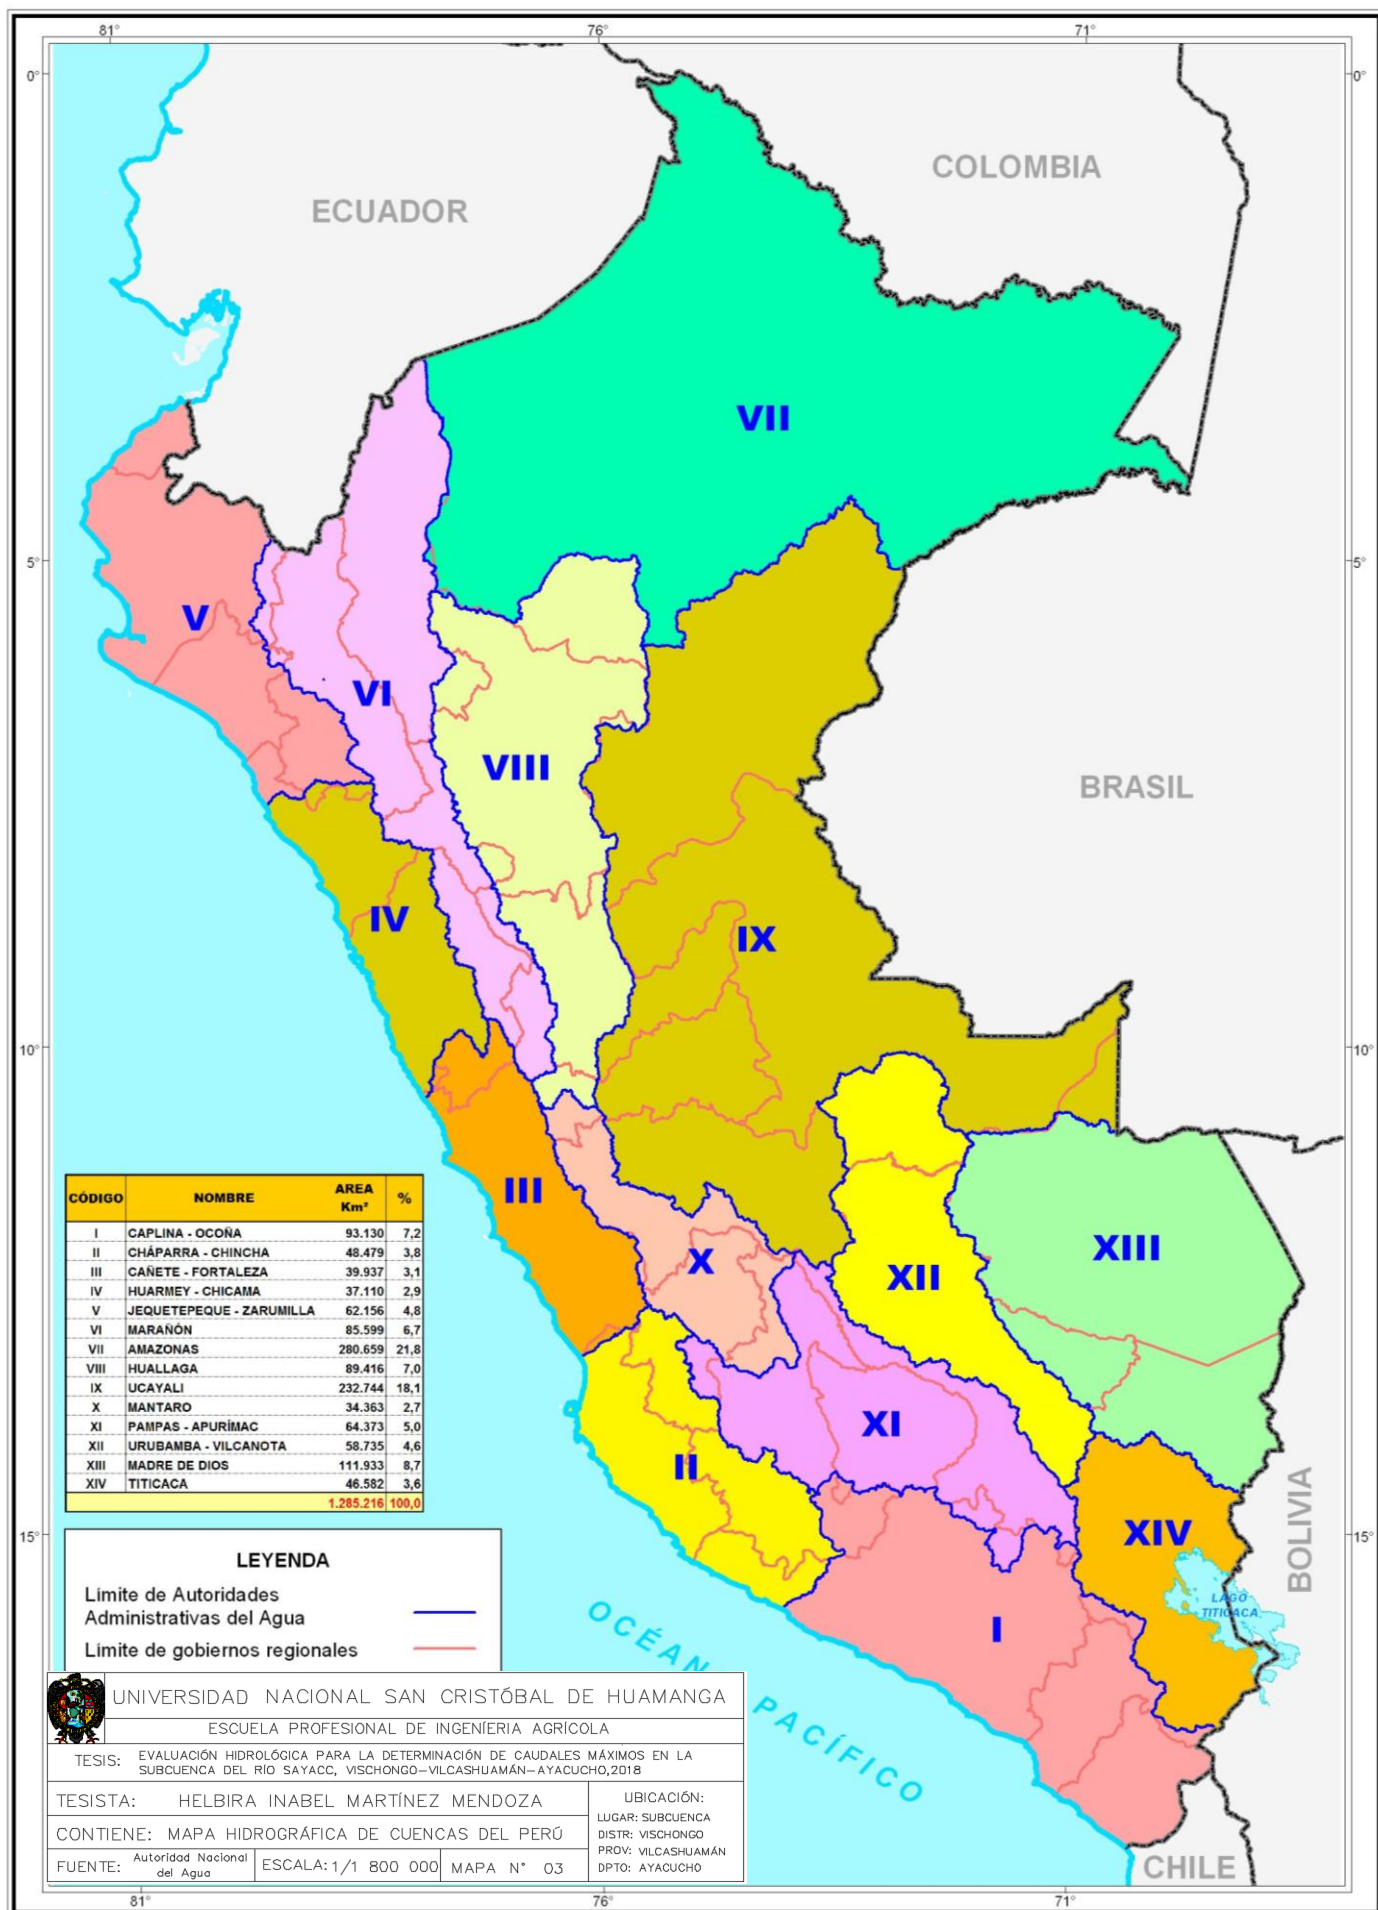 81° 76° 71°
0° 0°
COLOMBIA
ECUADOR
VII
5° 5°
V
VI
VIII
BRASIL
IV
IX
10° 10°
III
X
XII
XIII
XI
II
XIV
I
15° 15°
BOLIVIA
LAGO
TITICACA
OCÉANO PACÍFICO
CHILE
CÓDIGO NOMBRE AREA Km² %
I CAPLINA - OCOÑA 93.130 7,2
II CHÁPARRA - CHINCHA 48.479 3,8
III CAÑETE - FORTALEZA 39.937 3,1
IV HUARMEY - CHICAMA 37.110 2,9
V JEQUETEPEQUE - ZARUMILLA 62.156 4,8
VI MARAÑÓN 85.599 6,7
VII AMAZONAS 280.659 21,8
VIII HUALLAGA 89.416 7,0
IX UCAYALI 232.744 18,1
X MANTARO 34.363 2,7
XI PAMPAS - APURÍMAC 64.373 5,0
XII URUBAMBA - VILCANOTA 58.735 4,6
XIII MADRE DE DIOS 111.933 8,7
XIV TITICACA 46.582 3,6
1.285.216 100,0
LEYENDA
Límite de Autoridades
Administrativas del Agua
Límite de gobiernos regionales
UNIVERSIDAD NACIONAL SAN CRISTÓBAL DE HUAMANGA
ESCUELA PROFESIONAL DE INGENÍERIA AGRÍCOLA
TESIS: EVALUACIÓN HIDROLÓGICA PARA LA DETERMINACIÓN DE CAUDALES MÁXIMOS EN LA
SUBCUENCA DEL RÍO SAYACC, VISCHONGO-VILCASHUAMÁN-AYACUCHO,2018
TESISTA: HELBIRA INABEL MARTÍNEZ MENDOZA
CONTIENE: MAPA HIDROGRÁFICA DE CUENCAS DEL PERÚ
FUENTE: Autoridad Nacional
del Agua
ESCALA: 1/1 800 000
MAPA N° 03
UBICACIÓN:
LUGAR: SUBCUENCA
DISTR: VISCHONGO
PROV: VILCASHUAMÁN
DPTO: AYACUCHO
81° 76° 71°